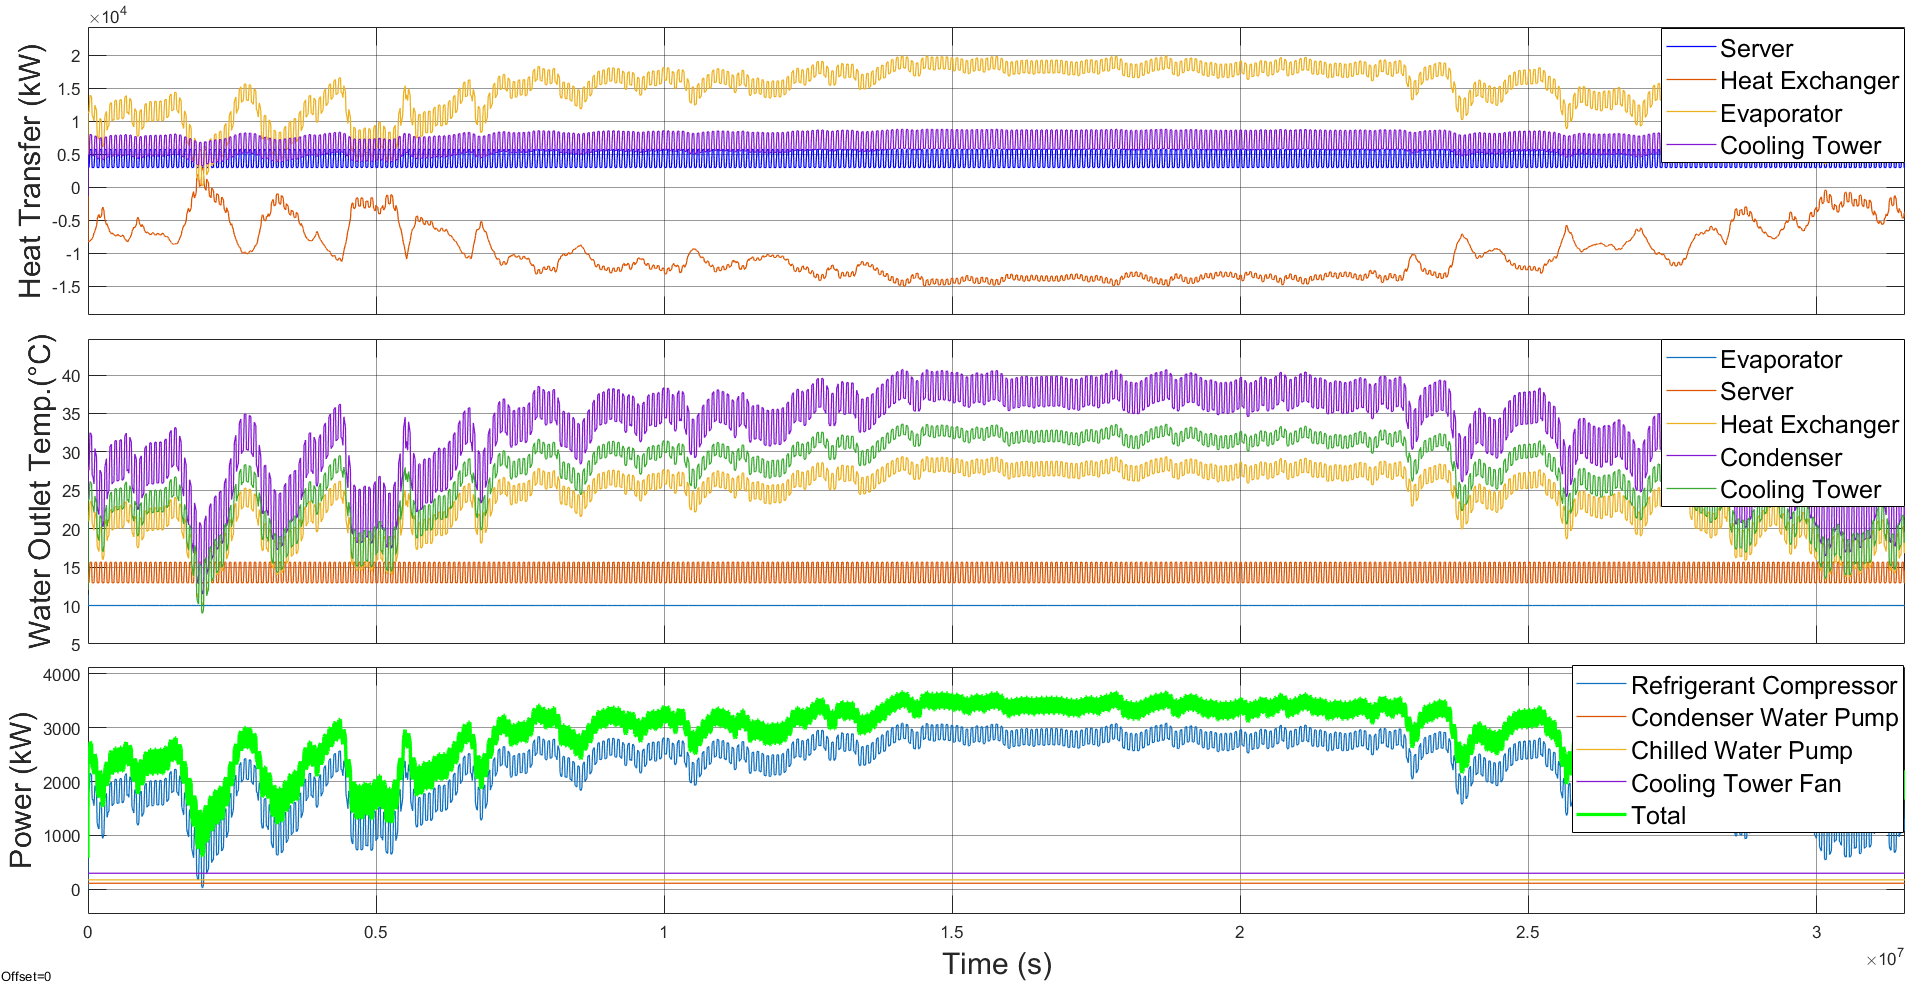 ×10^4
Heat Transfer (kW)
2
1.5
1
0.5
0
-0.5
-1
-1.5
Server
Heat Exchanger
Evaporator
Cooling Tower
Water Outlet Temp.(°C)
40
35
30
25
20
15
10
5
Evaporator
Server
Heat Exchanger
Condenser
Cooling Tower
Power (kW)
4000
3000
2000
1000
0
Refrigerant Compressor
Condenser Water Pump
Chilled Water Pump
Cooling Tower Fan
Total
0 0.5 1 1.5 2 2.5 3
×10^7
Time (s)
Offset=0